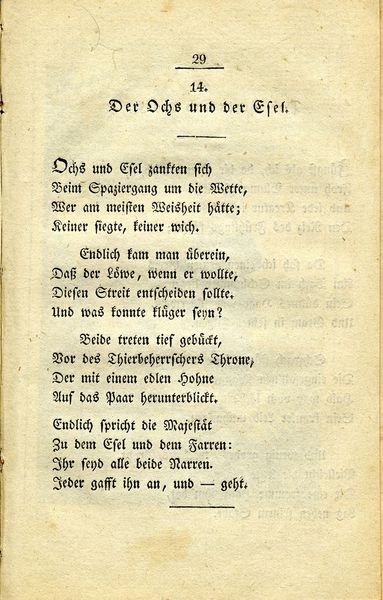 29
14.
Der Ochs und der Esel.
Ochs und Esel zankten sich
Beim Spaziergang um die Wette,
Wer am meisten Weisheit hätte;
Keiner siegte, keiner wich.
Endlich kam man überein,
Daß der Löwe, wenn er wollte,
Diesen Streit entscheiden sollte.
Und was konnte klüger seyn?
Beide treten tief gebückt,
Vor des Thierbeherrschers Throne,
Der mit einem edlen Hohne
Auf das Paar herunterblickt.
Endlich spricht die Majestät
Zu dem Esel und dem Farren:
Ihr seyd alle beide Narren.
Jeder gafft ihn an, und — geht.